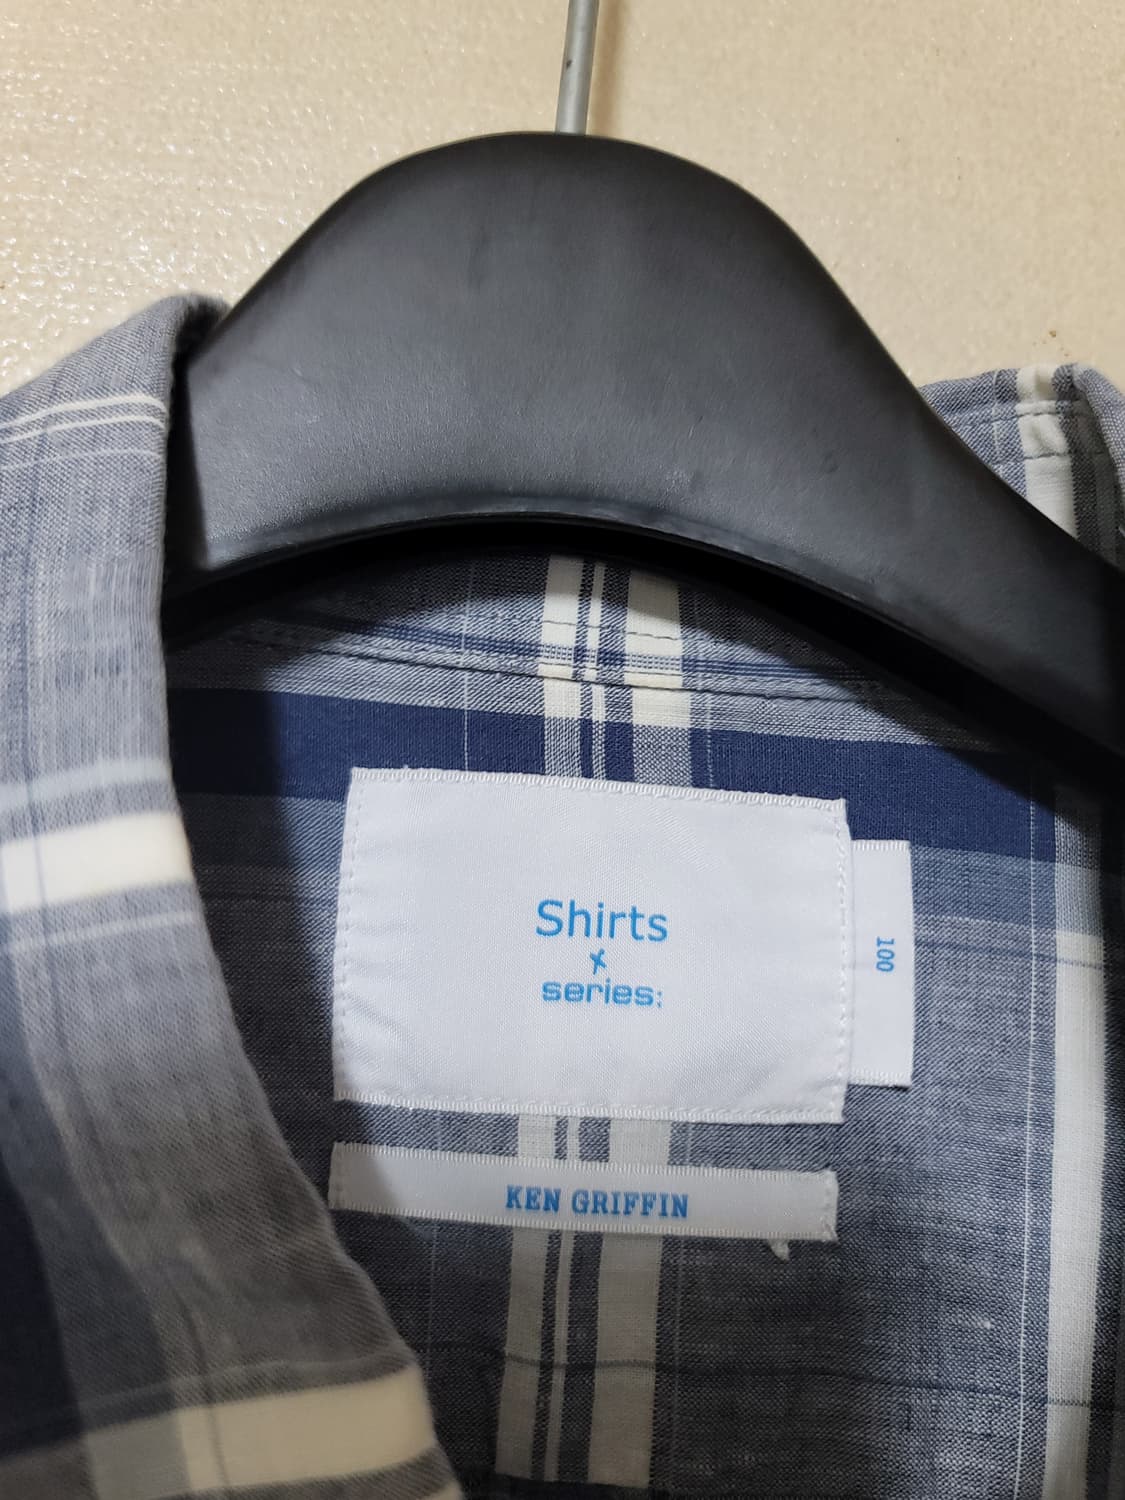 Shirts
x
series:
100
KEN GRIFFIN